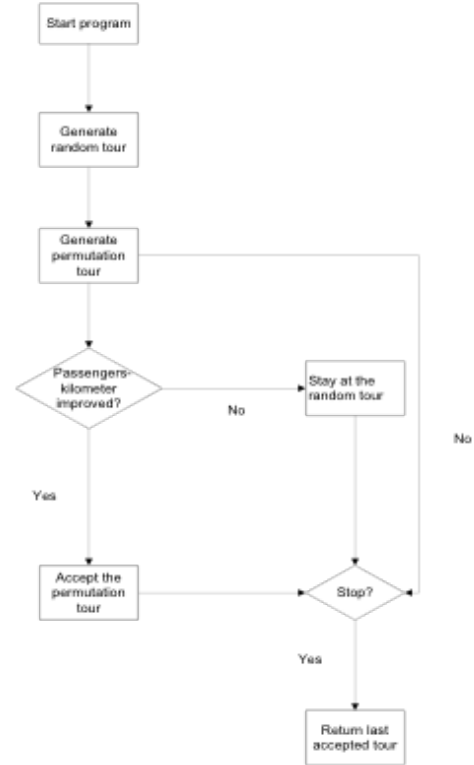 Start program
Generate
random tour
Generate
permutation
tour
Passengers-
kilometer
improved?
Stay at the
random tour
No
No
Yes
Accept the
permutation
tour
Stop?
Yes
Return last
accepted tour